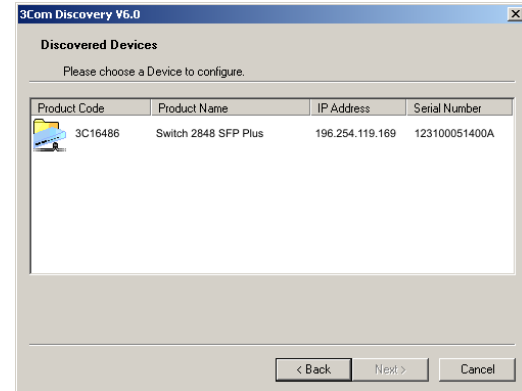 3Com Discovery V6.0
Discovered Devices
Please choose a Device to configure.
Product Code Product Name IP Address Serial Number
3C16486 Switch 2848 SFP Plus 196.254.119.169 123100051400A
< Back Next > Cancel